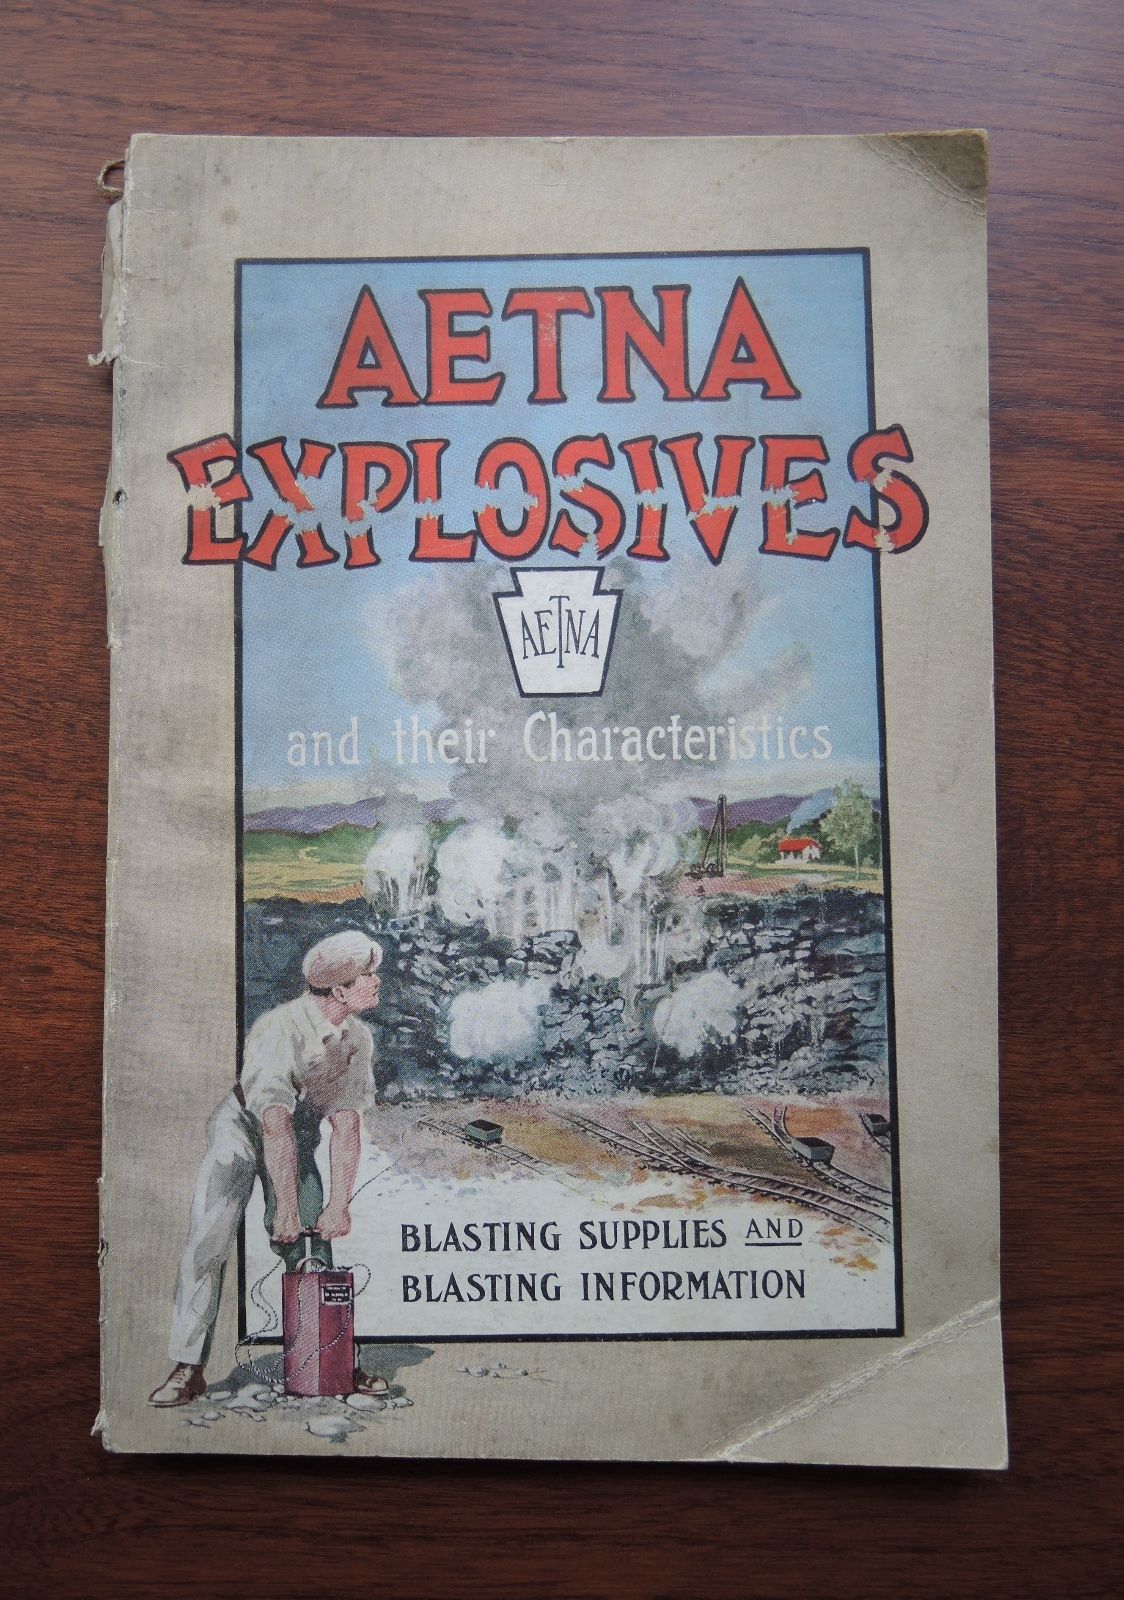 AETNA
EXPLOSIVES
AETNA
and their Characteristics
BLASTING SUPPLIES AND
BLASTING INFORMATION